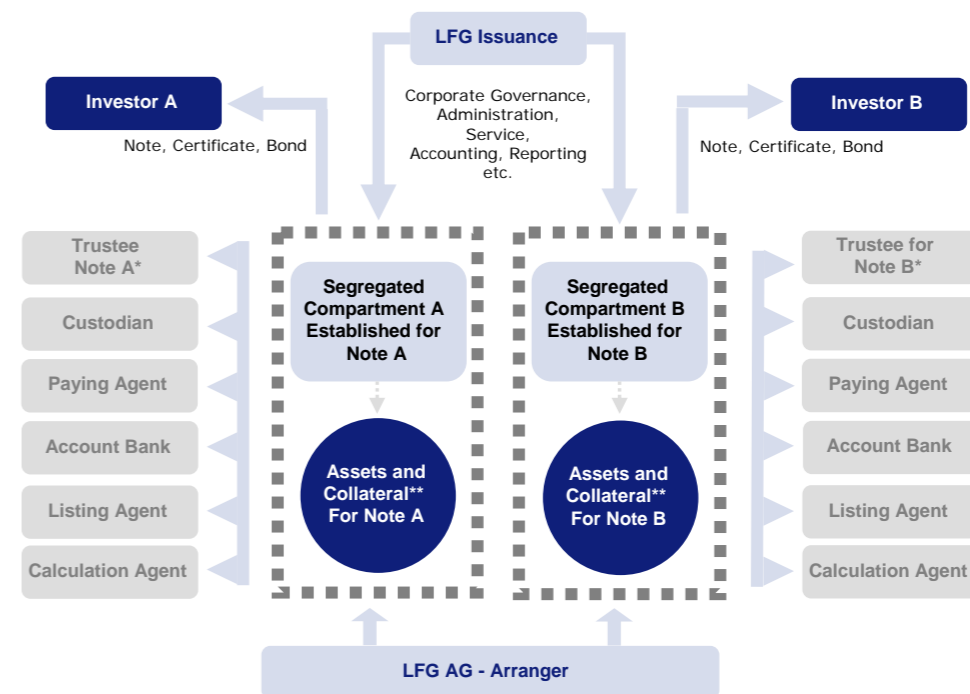 LFG Issuance
Investor A
Corporate Governance,
Administration,
Service,
Accounting, Reporting
etc.
Investor B
Note, Certificate, Bond
Note, Certificate, Bond
Trustee
Note A*
Custodian
Paying Agent
Account Bank
Listing Agent
Calculation Agent
Segregated
Compartment A
Established for
Note A
Assets and
Collateral**
For Note A
Segregated
Compartment B
Established for
Note B
Assets and
Collateral**
For Note B
Trustee for
Note B*
Custodian
Paying Agent
Account Bank
Listing Agent
Calculation Agent
LFG AG - Arranger